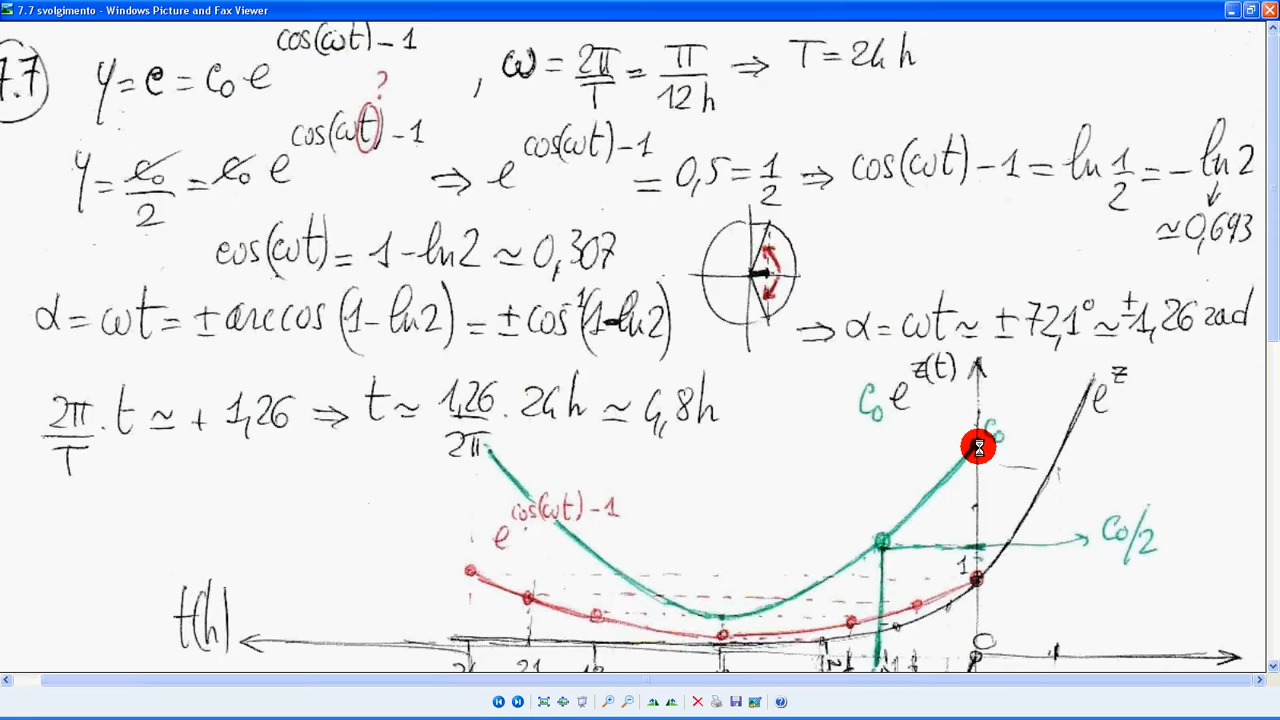 7.7 svolgimento - Windows Picture and Fax Viewer
7.7 y = c = c₀ e^(cos(ωt) - 1) , ω = 2π/T = π/12h ⇒ T = 24 h
?
y = c₀/2 = c₀ e^(cos(ωt) - 1) ⇒ e^(cos(ωt) - 1) = 0,5 = 1/2 ⇒ cos(ωt) - 1 = ln 1/2 = - ln 2
≃ 0,693
cos(ωt) = 1 - ln2 ≃ 0,307
α = ωt = ± arccos (1 - ln2) = ± cos⁻¹(1 - ln2) ⇒ α = ωt ≃ ± 72,1° ≃ ± 1,26 rad
2π/T · t ≃ + 1,26 ⇒ t ≃ 1,26/2π · 24 h ≃ 4,8 h
c₀ e^z(t)
e^z
c₀
e^(cos(ωt) - 1)
c₀/2
1
t(h)
0
21